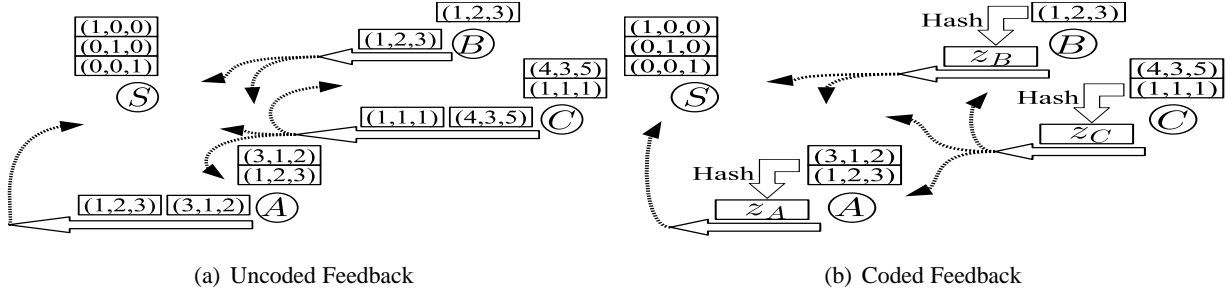 (1,0,0)
(0,1,0)
(0,0,1)
S
(1,2,3)
(1,2,3)
B
(4,3,5)
(1,1,1)
(1,1,1) (4,3,5)
C
(3,1,2)
(1,2,3)
(1,2,3) (3,1,2)
A
(a) Uncoded Feedback
(1,0,0)
(0,1,0)
(0,0,1)
S
Hash
(1,2,3)
z_B
B
Hash
(4,3,5)
(1,1,1)
z_C
C
Hash
(3,1,2)
(1,2,3)
z_A
A
(b) Coded Feedback